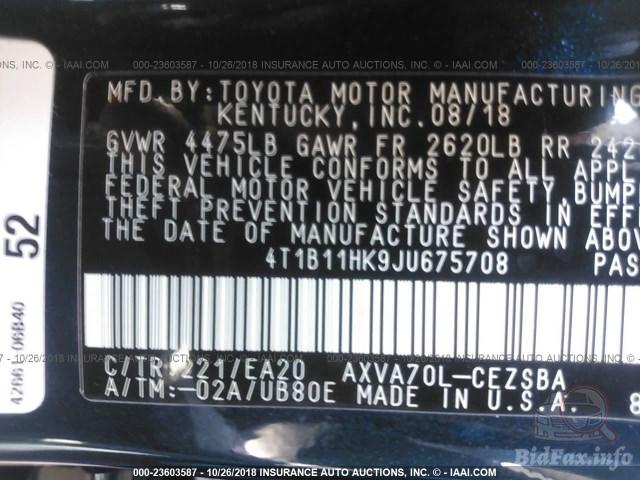 000-23603587 - 10/26/2018 INSURANCE AUTO AUCTIONS - © IAAI.COM
MFD.BY:TOYOTA MOTOR MANUFACTURING
KENTUCKY,INC.08/18
GVWR 4475LB GAWR FR 2620LB RR 242
THIS VEHICLE CONFORMS TO ALL APPL
FEDERAL MOTOR VEHICLE SAFETY,BUMP
THEFT PREVENTION STANDARDS IN EFFE
THE DATE OF MANUFACTURE SHOWN ABOV
4T1B11HK9JU675708 PAS
C/TR: 221/EA20 AXVA70L-CEZSBA
A/TM:-02A/UB80E MADE IN U.S.A. 8
52
06840
000-23603587 - 10/26/2018 INSURANCE AUTO AUCTIONS - © IAAI.COM
BidFax.info